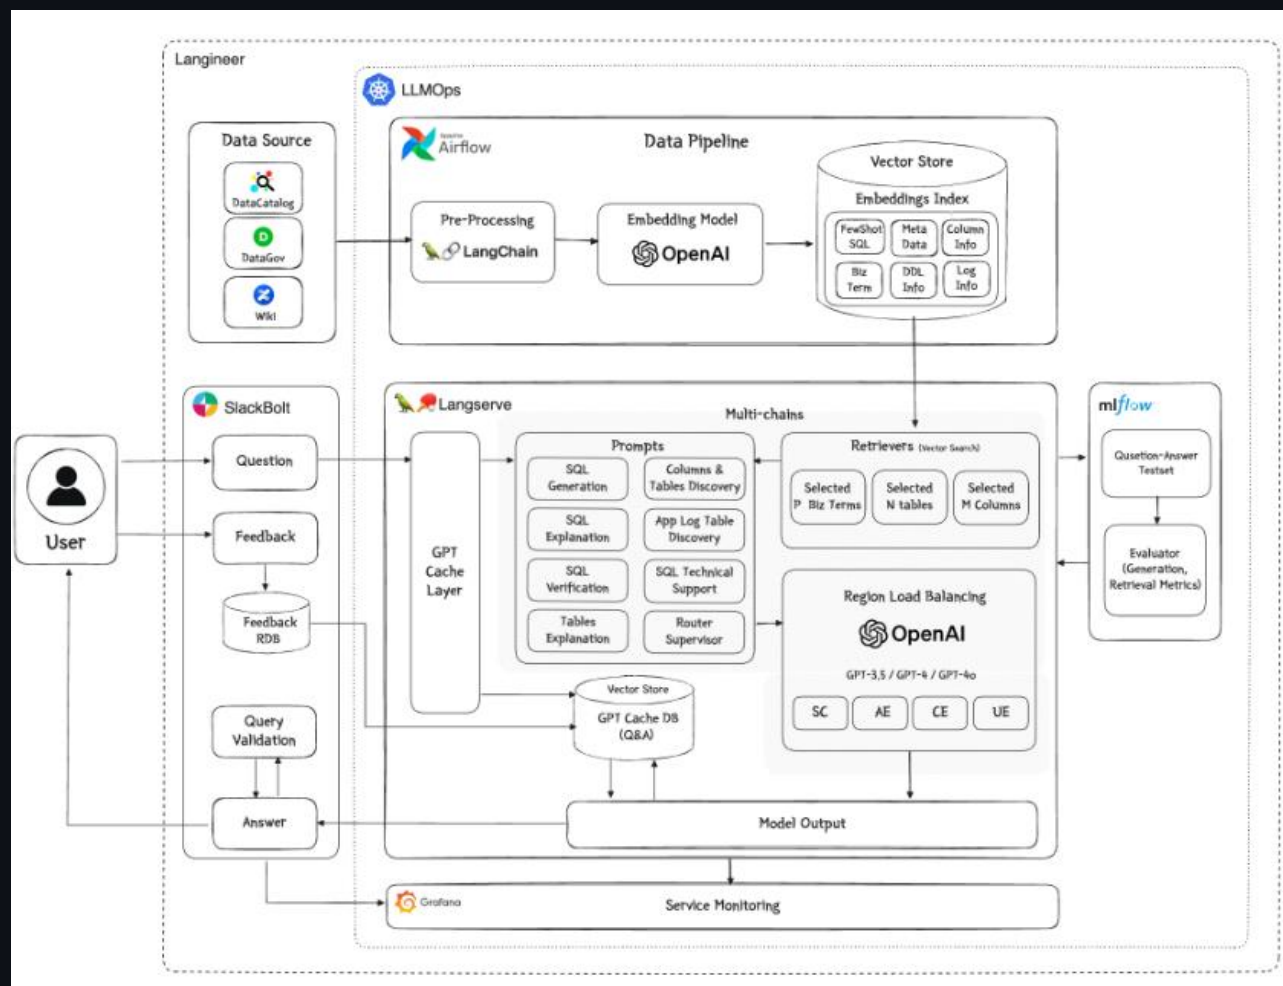 Langineer
LLMOps
Data Source
DataCatalog
DataGov
Wiki
APACHE
Airflow
Data Pipeline
Pre-Processing
LangChain
Embedding Model
OpenAI
Vector Store
Embeddings Index
FewShot
SQL
Meta
Data
Column
Info
Biz
Term
DDL
Info
Log
Info
User
SlackBolt
Question
Feedback
Feedback
RDB
Query
Validation
Answer
Langserve
Multi-chains
GPT
Cache
Layer
Prompts
SQL
Generation
Columns &
Tables Discovery
SQL
Explanation
App Log Table
Discovery
SQL
Verification
SQL Technical
Support
Tables
Explanation
Router
Supervisor
Retrievers (Vector Search)
Selected
P Biz Terms
Selected
N tables
Selected
M Columns
Region Load Balancing
OpenAI
GPT-3.5 / GPT-4 / GPT-4o
SC
AE
CE
UE
Vector Store
GPT Cache DB
(Q&A)
Model Output
mlflow
Qusetion-Answer
Testset
Evaluator
(Generation,
Retrieval Metrics)
Grafana
Service Monitoring